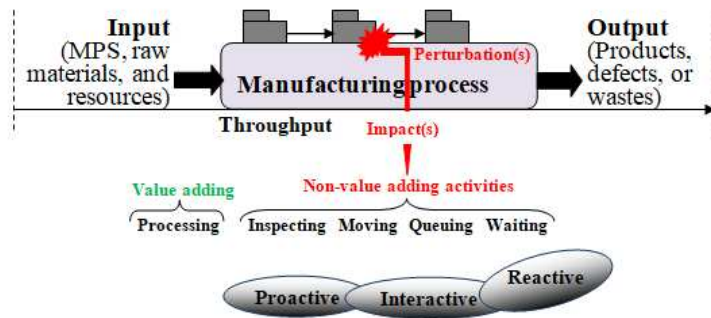 Input
(MPS, raw
materials, and
resources)
Perturbation(s)
Manufacturing process
Output
(Products,
defects, or
wastes)
Throughput
Impact(s)
Value adding
Non-value adding activities
Processing
Inspecting Moving Queuing Waiting
Proactive
Interactive
Reactive